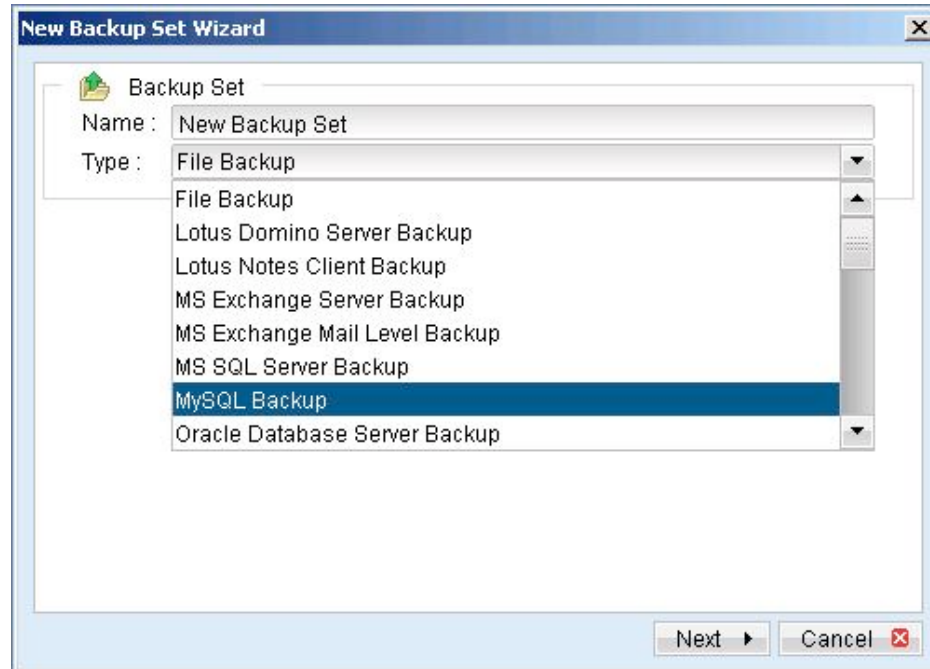 New Backup Set Wizard
Backup Set
Name : New Backup Set
Type : File Backup
File Backup
Lotus Domino Server Backup
Lotus Notes Client Backup
MS Exchange Server Backup
MS Exchange Mail Level Backup
MS SQL Server Backup
MySQL Backup
Oracle Database Server Backup
Next Cancel